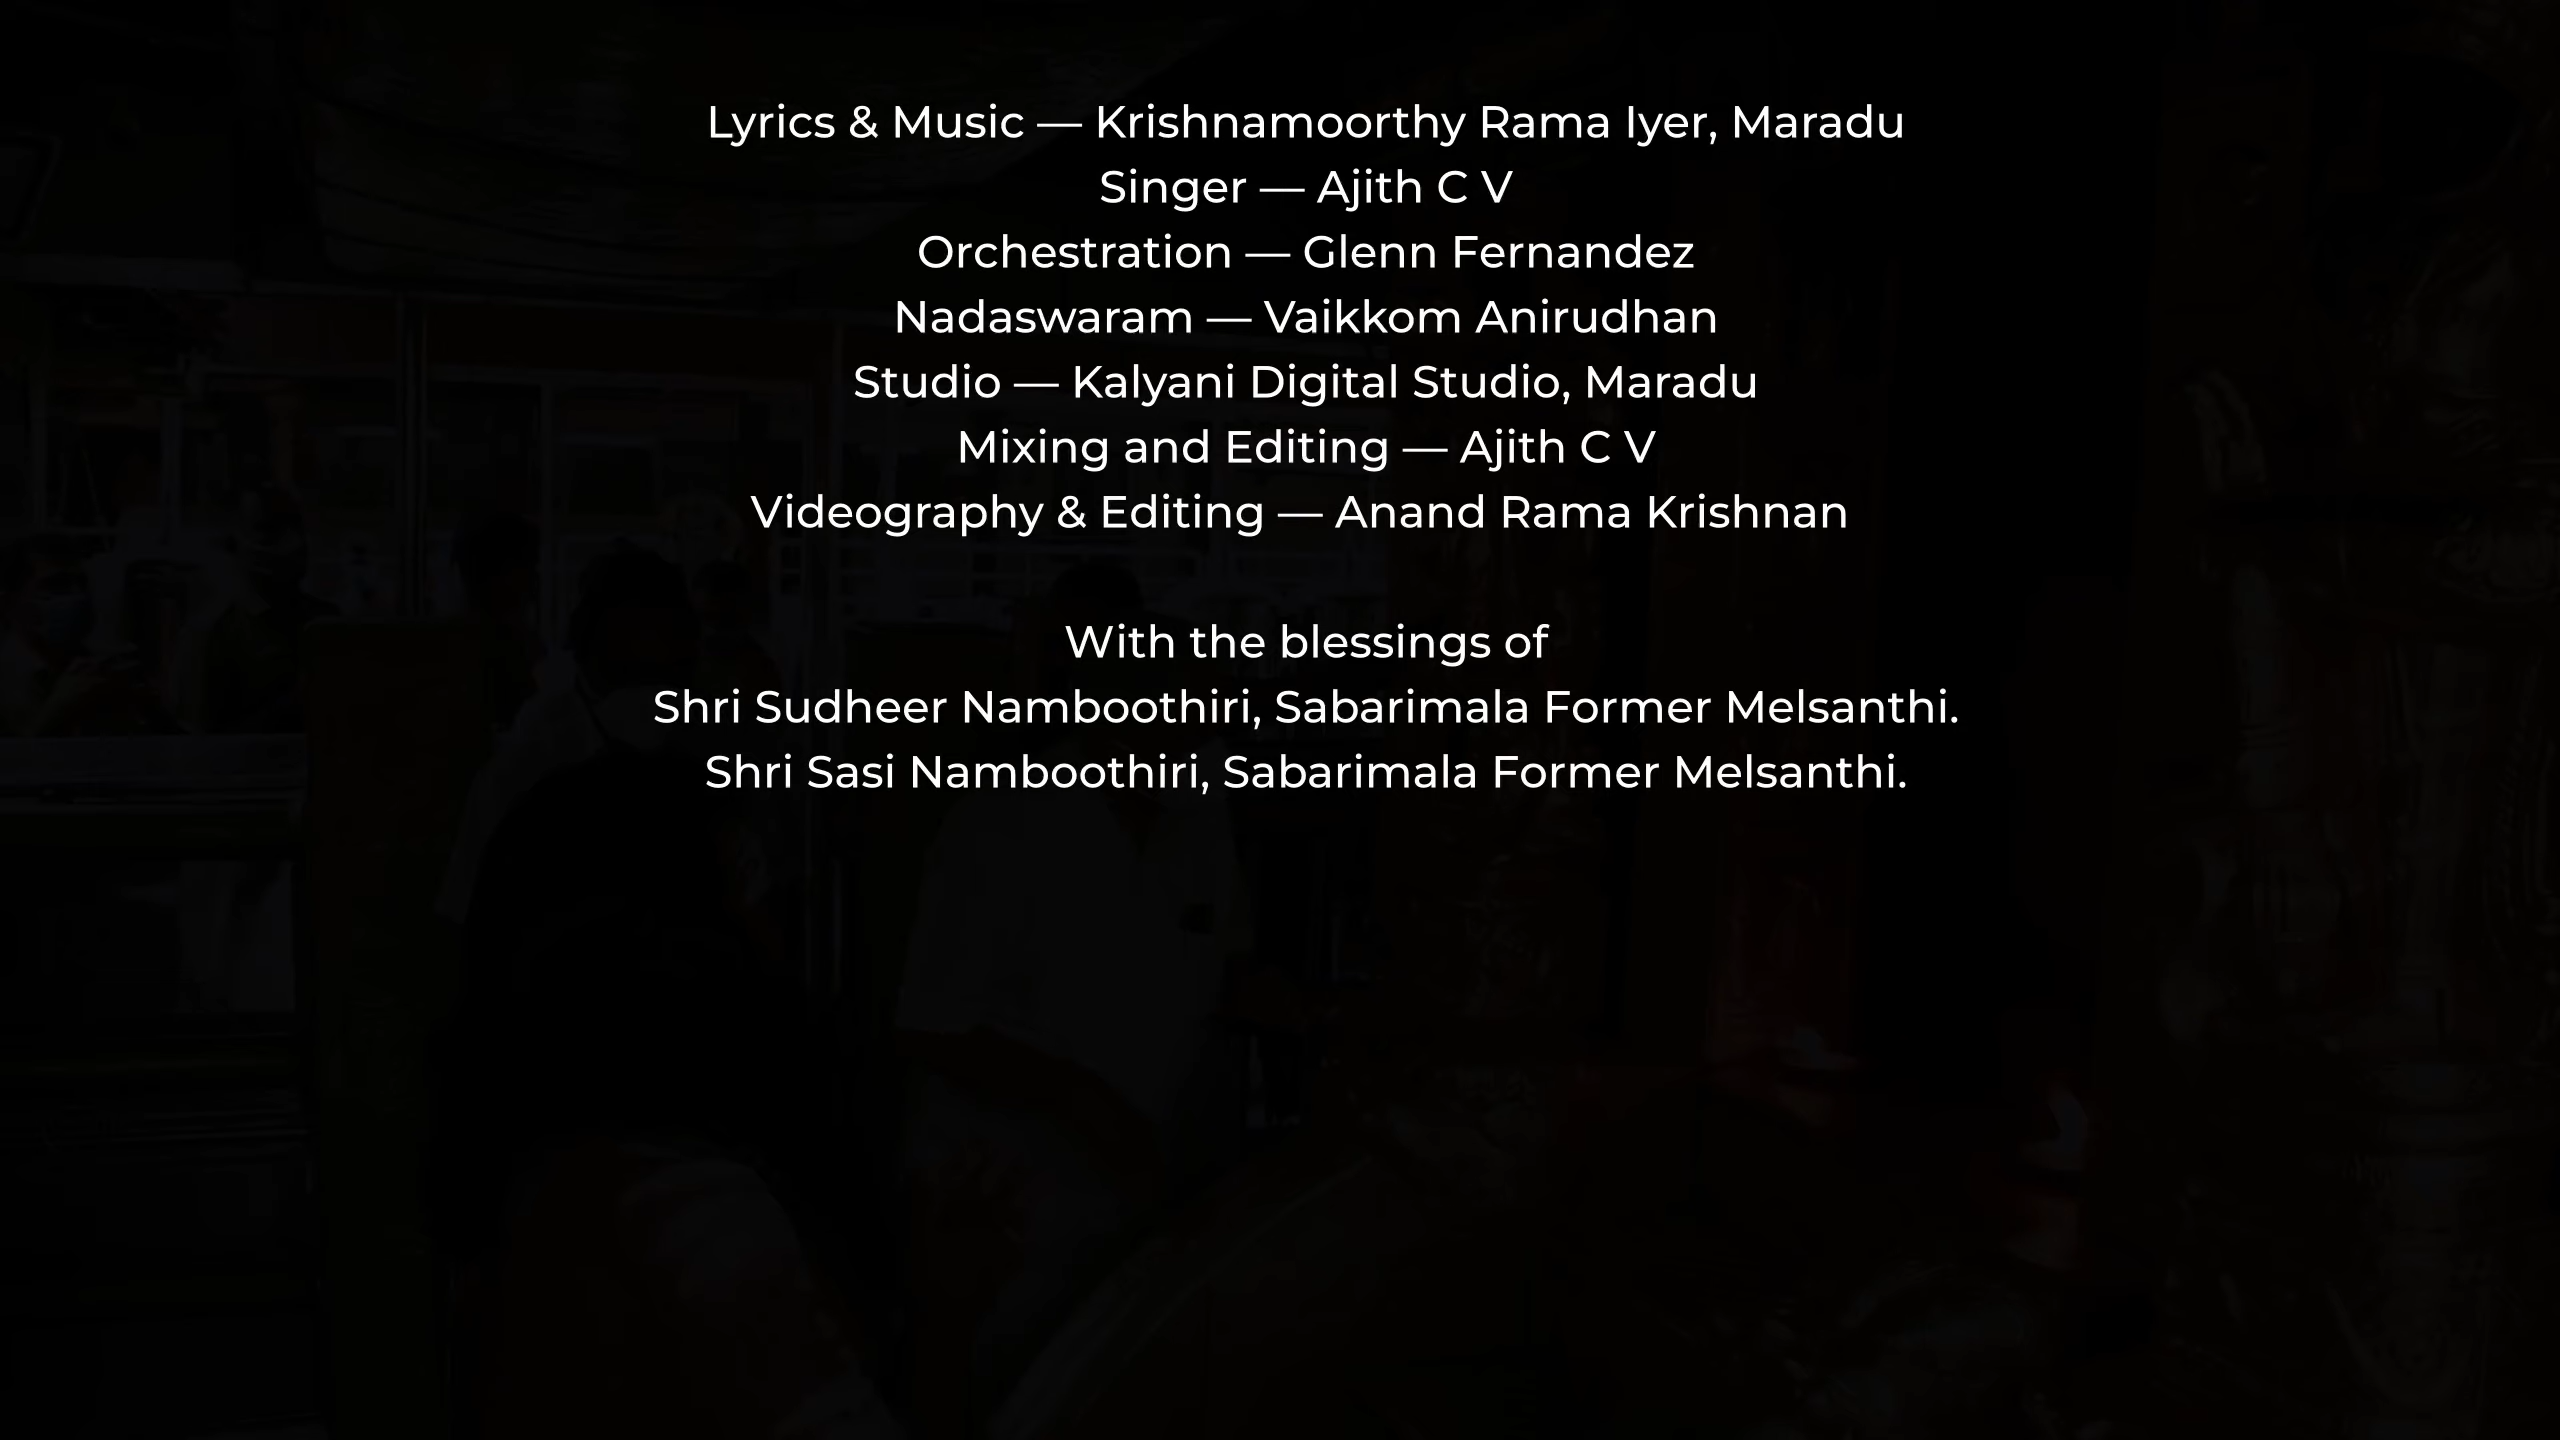 Lyrics & Music — Krishnamoorthy Rama Iyer, Maradu
Singer — Ajith C V
Orchestration — Glenn Fernandez
Nadaswaram — Vaikkom Anirudhan
Studio — Kalyani Digital Studio, Maradu
Mixing and Editing — Ajith C V
Videography & Editing — Anand Rama Krishnan
With the blessings of
Shri Sudheer Namboothiri, Sabarimala Former Melsanthi.
Shri Sasi Namboothiri, Sabarimala Former Melsanthi.